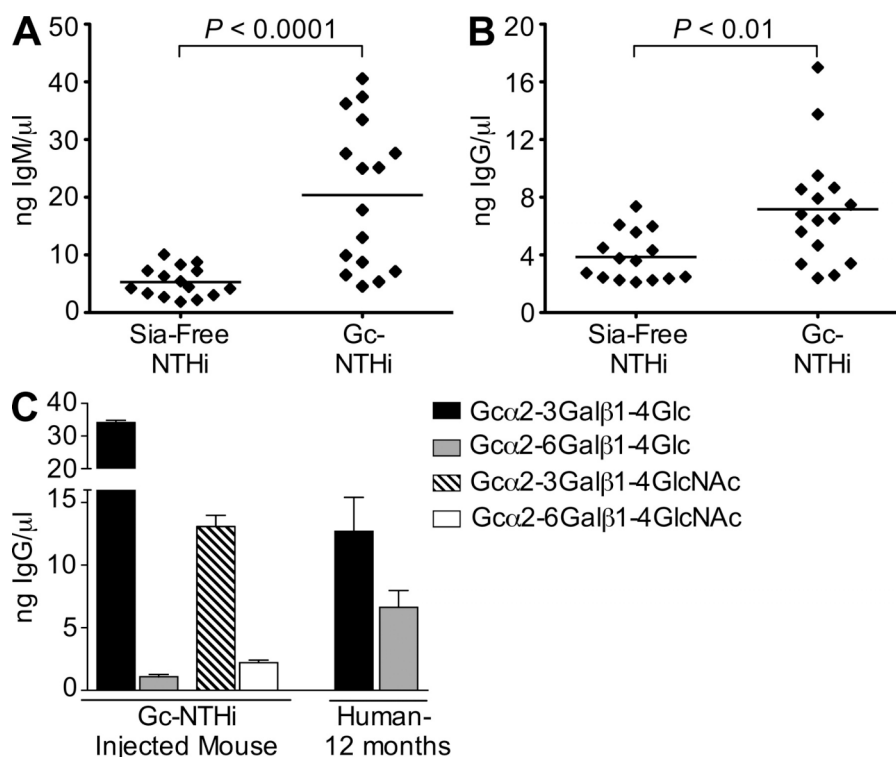 A
P < 0.0001
50
40
30
20
10
0
ng IgM/µl
Sia-Free
NTHi
Gc-
NTHi
B
P < 0.01
20
16
12
8
4
0
ng IgG/µl
Sia-Free
NTHi
Gc-
NTHi
C
40
30
20
15
10
5
0
ng IgG/µl
Gcα2-3Galβ1-4Glc
Gcα2-6Galβ1-4Glc
Gcα2-3Galβ1-4GlcNAc
Gcα2-6Galβ1-4GlcNAc
Gc-NTHi
Injected Mouse
Human-
12 months